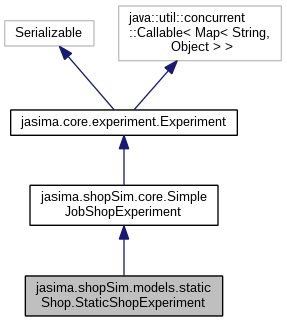 Serializable
java::util::concurrent
::Callable< Map< String,
Object > >
jasima.core.experiment.Experiment
jasima.shopSim.core.Simple
JobShopExperiment
jasima.shopSim.models.static
Shop.StaticShopExperiment